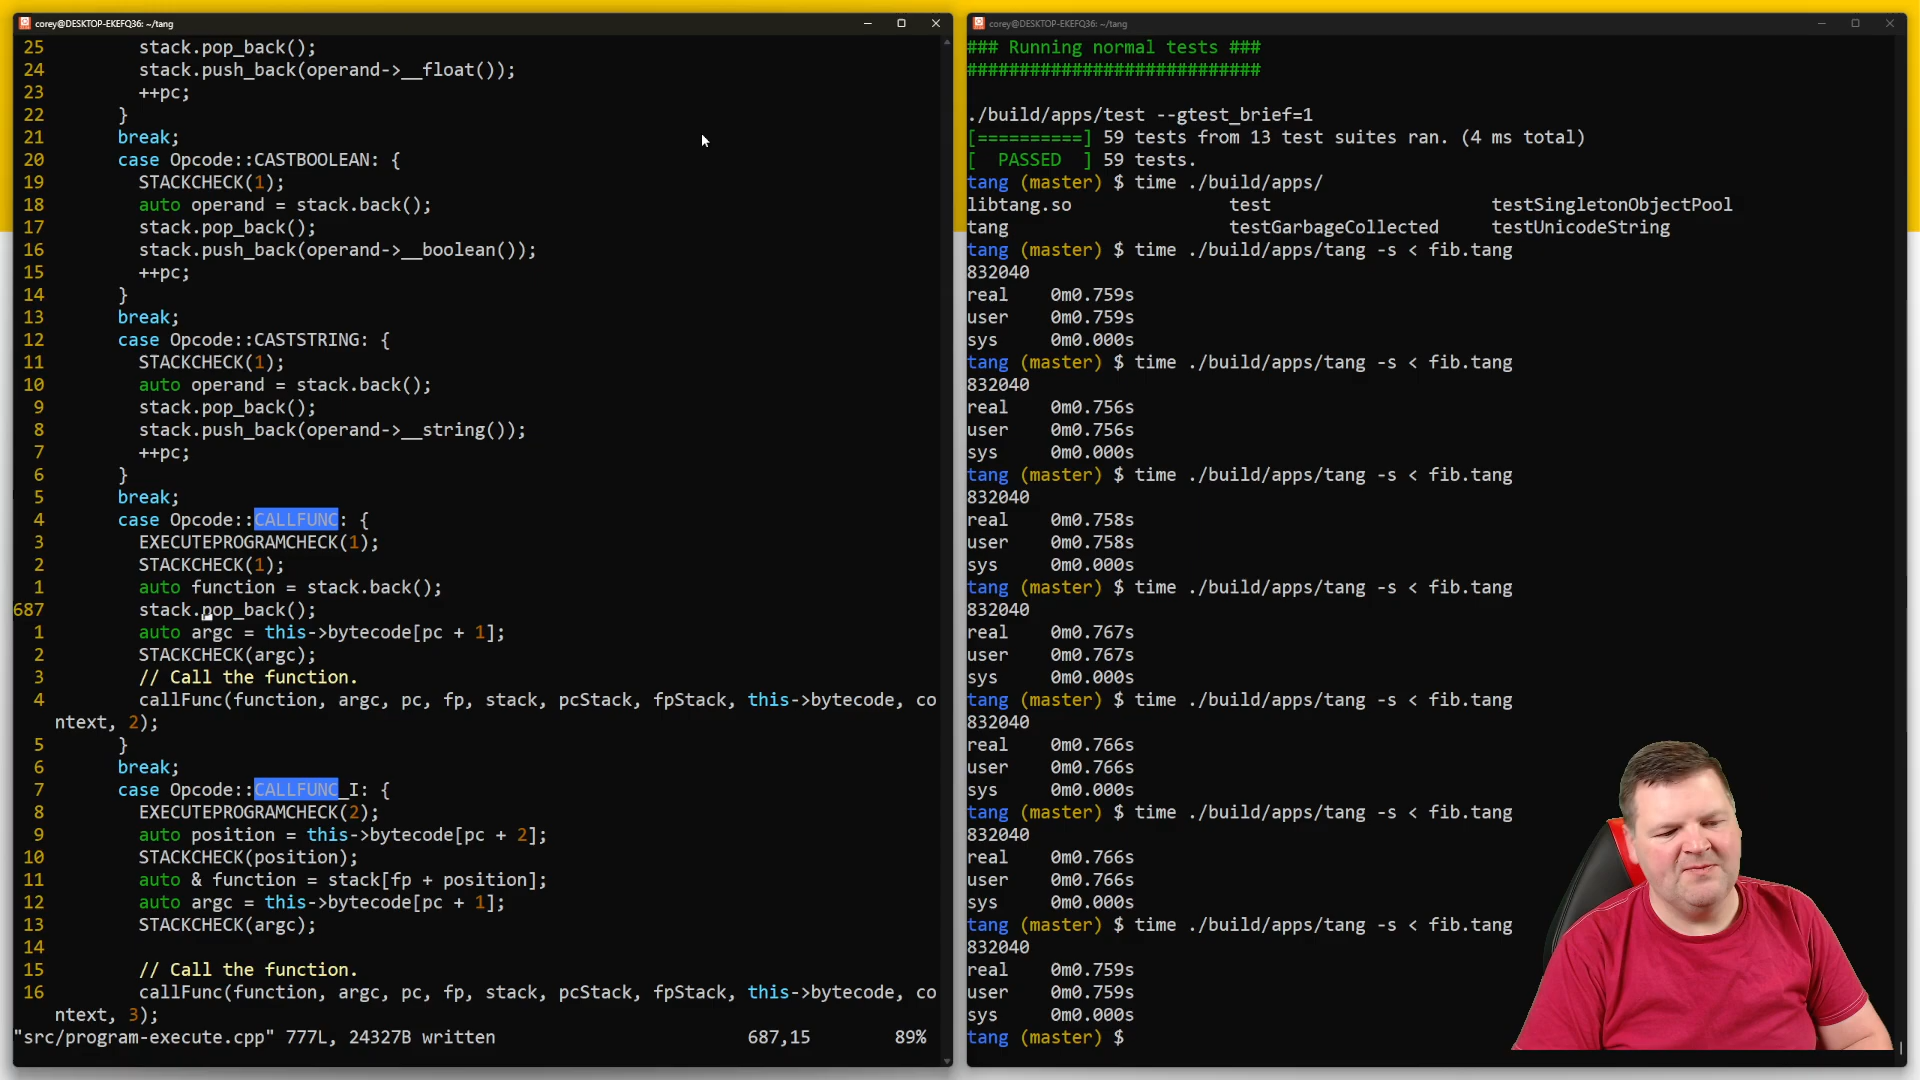 corey@DESKTOP-EKEFQ36: ~/tang
25 stack.pop_back();
24 stack.push_back(operand->__float());
23 ++pc;
22 }
21 break;
20 case Opcode::CASTBOOLEAN: {
19 STACKCHECK(1);
18 auto operand = stack.back();
17 stack.pop_back();
16 stack.push_back(operand->__boolean());
15 ++pc;
14 }
13 break;
12 case Opcode::CASTSTRING: {
11 STACKCHECK(1);
10 auto operand = stack.back();
9 stack.pop_back();
8 stack.push_back(operand->__string());
7 ++pc;
6 }
5 break;
4 case Opcode::CALLFUNC: {
3 EXECUTEPROGRAMCHECK(1);
2 STACKCHECK(1);
1 auto function = stack.back();
687 stack.pop_back();
1 auto argc = this->bytecode[pc + 1];
2 STACKCHECK(argc);
3 // Call the function.
4 callFunc(function, argc, pc, fp, stack, pcStack, fpStack, this->bytecode, co
ntext, 2);
5 }
6 break;
7 case Opcode::CALLFUNC_I: {
8 EXECUTEPROGRAMCHECK(2);
9 auto position = this->bytecode[pc + 2];
10 STACKCHECK(position);
11 auto & function = stack[fp + position];
12 auto argc = this->bytecode[pc + 1];
13 STACKCHECK(argc);
14
15 // Call the function.
16 callFunc(function, argc, pc, fp, stack, pcStack, fpStack, this->bytecode, co
ntext, 3);
"src/program-execute.cpp" 777L, 24327B written 687,15 89%
corey@DESKTOP-EKEFQ36: ~/tang
### Running normal tests ###
############################
./build/apps/test --gtest_brief=1
[==========] 59 tests from 13 test suites ran. (4 ms total)
[  PASSED  ] 59 tests.
tang (master) $ time ./build/apps/
libtang.so test testSingletonObjectPool
tang testGarbageCollected testUnicodeString
tang (master) $ time ./build/apps/tang -s < fib.tang
832040
real 0m0.759s
user 0m0.759s
sys 0m0.000s
tang (master) $ time ./build/apps/tang -s < fib.tang
832040
real 0m0.756s
user 0m0.756s
sys 0m0.000s
tang (master) $ time ./build/apps/tang -s < fib.tang
832040
real 0m0.758s
user 0m0.758s
sys 0m0.000s
tang (master) $ time ./build/apps/tang -s < fib.tang
832040
real 0m0.767s
user 0m0.767s
sys 0m0.000s
tang (master) $ time ./build/apps/tang -s < fib.tang
832040
real 0m0.766s
user 0m0.766s
sys 0m0.000s
tang (master) $ time ./build/apps/tang -s < fib.tang
832040
real 0m0.766s
user 0m0.766s
sys 0m0.000s
tang (master) $ time ./build/apps/tang -s < fib.tang
832040
real 0m0.759s
user 0m0.759s
sys 0m0.000s
tang (master) $